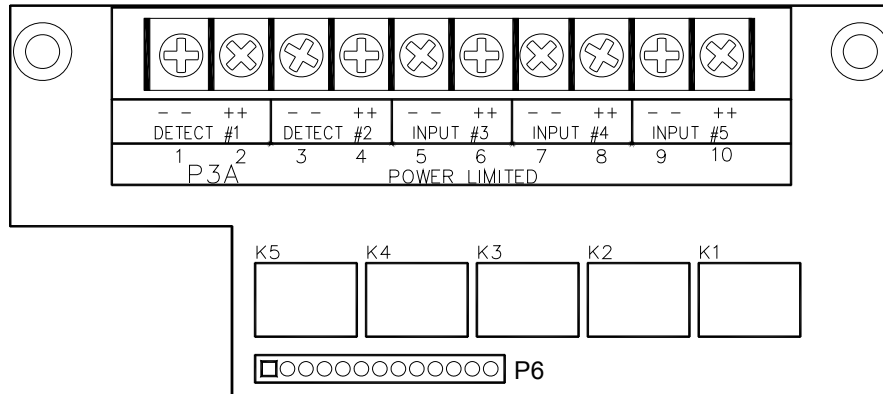 - - ++ - - ++ - - ++ - - ++ - - ++
DETECT #1 DETECT #2 INPUT #3 INPUT #4 INPUT #5
1 2 3 4 5 6 7 8 9 10
P3A POWER LIMITED
K5 K4 K3 K2 K1
P6